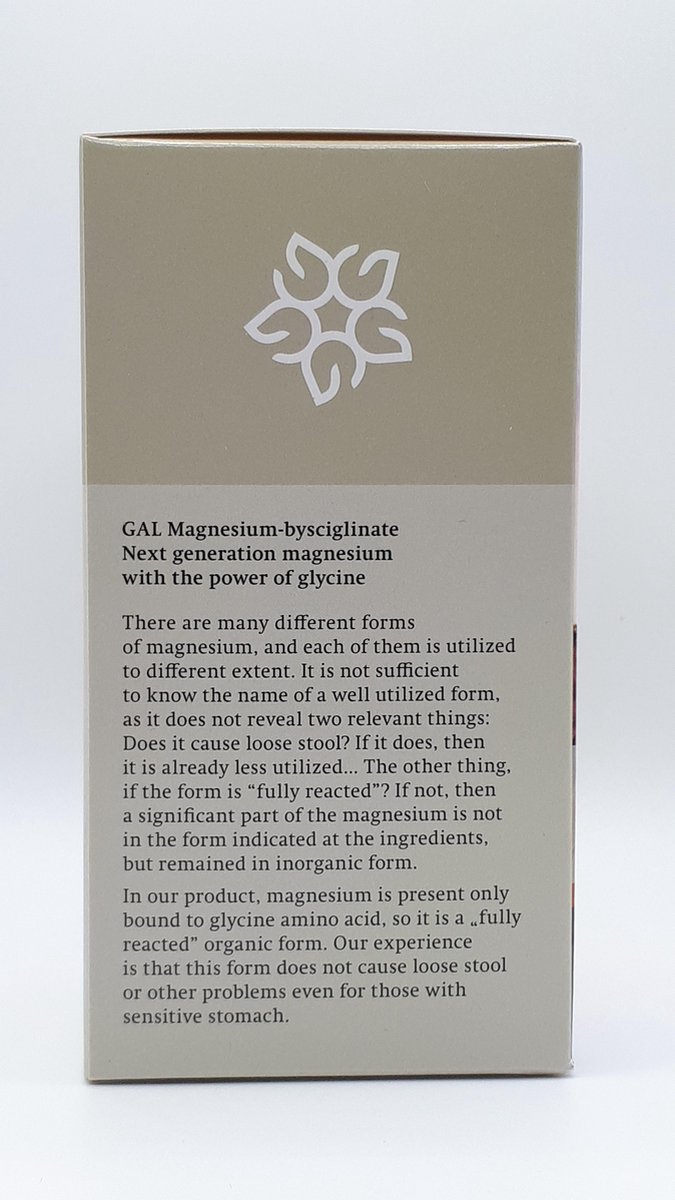 GAL Magnesium-bysciglinate
Next generation magnesium
with the power of glycine
There are many different forms
of magnesium, and each of them is utilized
to different extent. It is not sufficient
to know the name of a well utilized form,
as it does not reveal two relevant things:
Does it cause loose stool? If it does, then
it is already less utilized... The other thing,
if the form is “fully reacted”? If not, then
a significant part of the magnesium is not
in the form indicated at the ingredients,
but remained in inorganic form.
In our product, magnesium is present only
bound to glycine amino acid, so it is a „fully
reacted” organic form. Our experience
is that this form does not cause loose stool
or other problems even for those with
sensitive stomach.